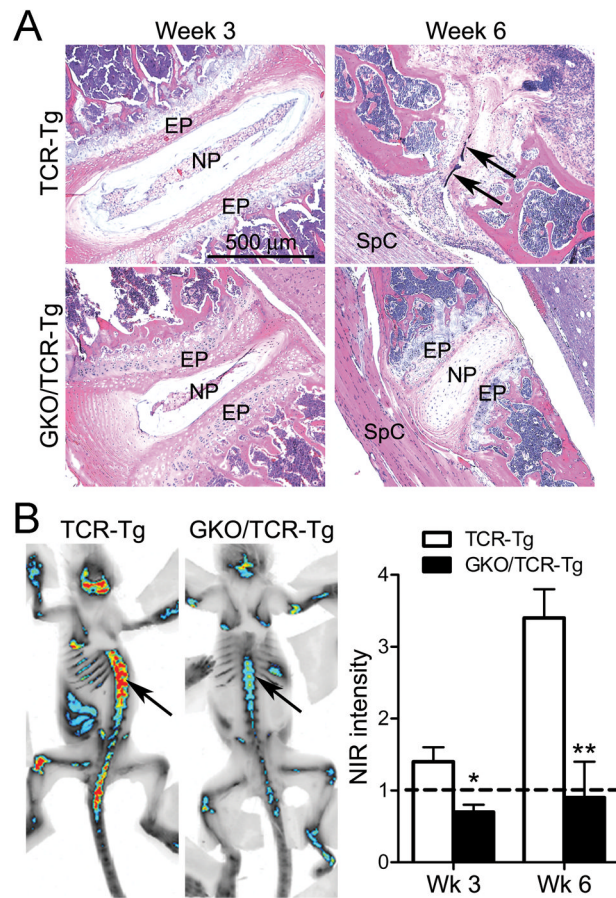 A
Week 3
Week 6
TCR-Tg
EP
NP
EP
500 µm
SpC
GKO/TCR-Tg
EP
NP
EP
EP
NP
EP
SpC
B
TCR-Tg
GKO/TCR-Tg
TCR-Tg
GKO/TCR-Tg
NIR intensity
4
3
2
1
0
*
**
Wk 3
Wk 6